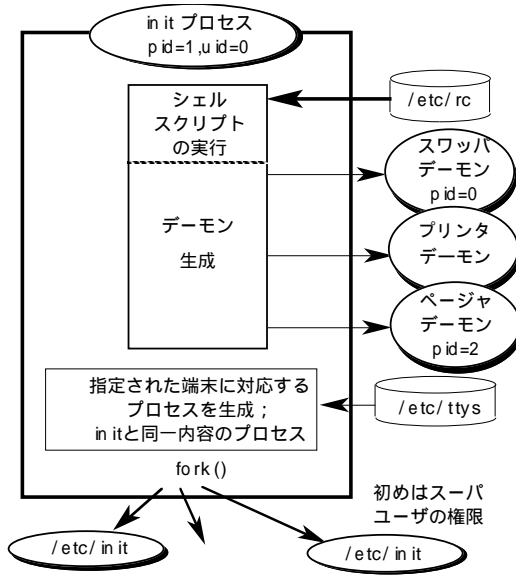 init プロセス
pid=1,uid=0
シェル
スクリプト
の実行
/etc/rc
スワッパ
デーモン
pid=0
デーモン
生成
プリンタ
デーモン
ページャ
デーモン
pid=2
指定された端末に対応する
プロセスを生成；
initと同一内容のプロセス
/etc/ttys
fork()
初めはスーパ
ユーザの権限
/etc/init
/etc/init